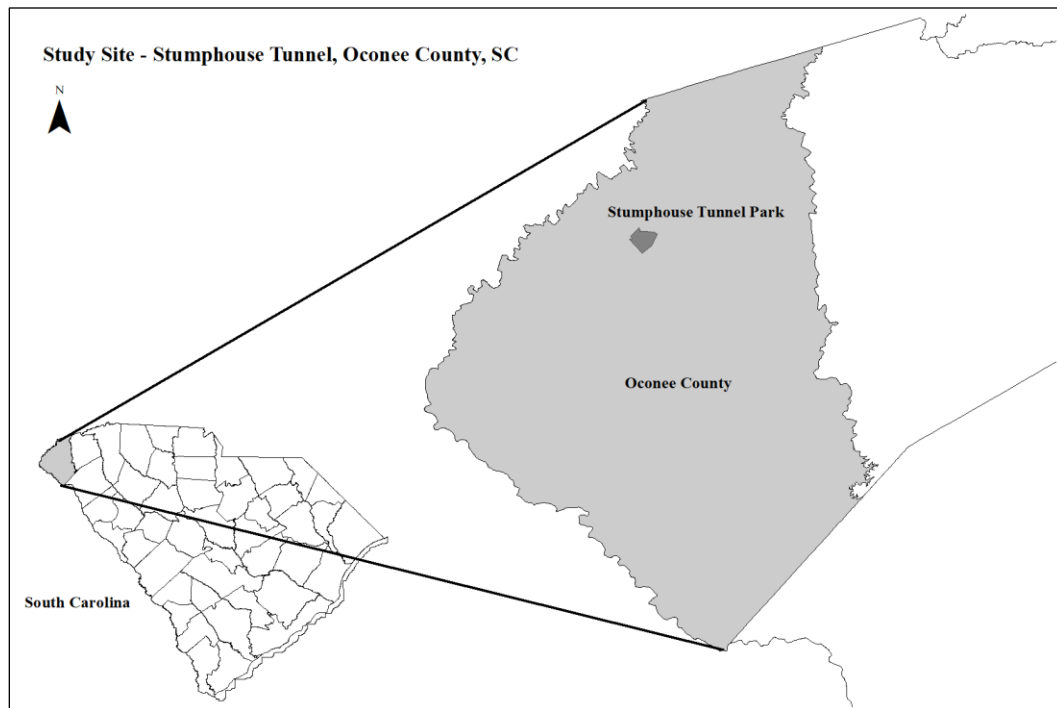 Study Site - Stumphouse Tunnel, Oconee County, SC
N
Stumphouse Tunnel Park
Oconee County
South Carolina